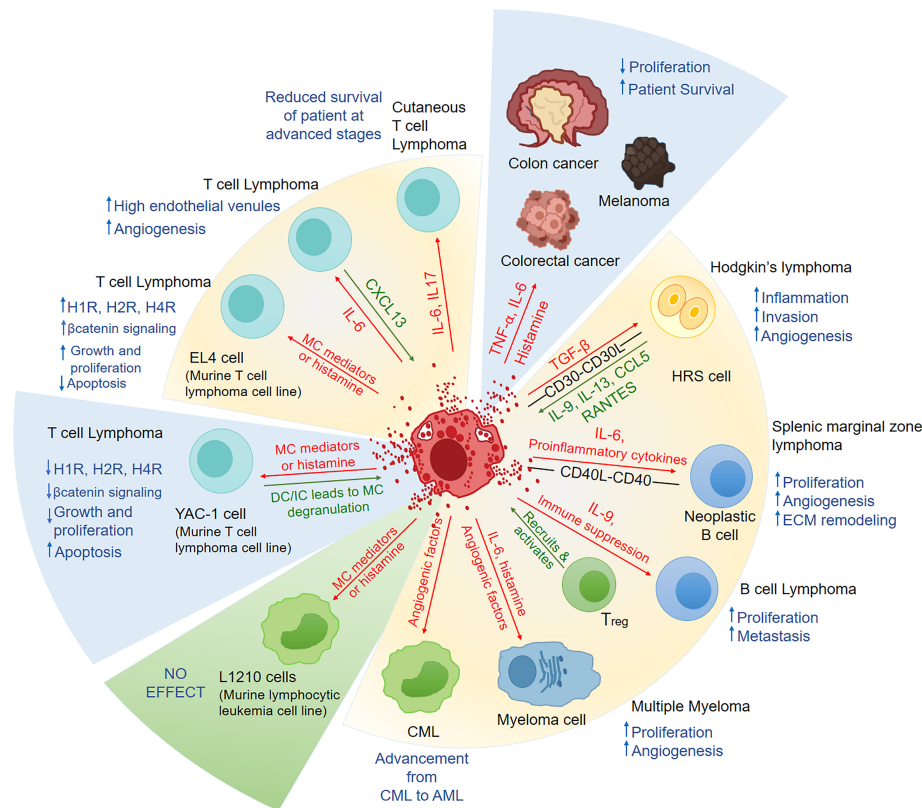 Proliferation
Patient Survival
Colon cancer
Melanoma
Colorectal cancer
TNF-α, IL-6
Histamine
Hodgkin's lymphoma
Inflammation
Invasion
Angiogenesis
HRS cell
TGF-β
CD30-CD30L
IL-9, IL-13, CCL5
RANTES
Splenic marginal zone
lymphoma
Proliferation
Angiogenesis
ECM remodeling
IL-6,
Proinflammatory cytokines
CD40L-CD40
Neoplastic
B cell
IL-9,
Immune suppression
B cell Lymphoma
Proliferation
Metastasis
Recruits &
activates
Treg
Multiple Myeloma
Proliferation
Angiogenesis
IL-6, histamine
Angiogenic factors
Myeloma cell
Angiogenic factors
CML
Advancement
from
CML to AML
MC mediators
or histamine
NO
EFFECT
L1210 cells
(Murine lymphocytic
leukemia cell line)
T cell Lymphoma
H1R, H2R, H4R
βcatenin signaling
Growth and
proliferation
Apoptosis
YAC-1 cell
(Murine T cell
lymphoma cell line)
MC mediators
or histamine
DC/IC leads to MC
degranulation
T cell Lymphoma
H1R, H2R, H4R
βcatenin signaling
Growth and
proliferation
Apoptosis
EL4 cell
(Murine T cell
lymphoma cell line)
MC mediators
or histamine
T cell Lymphoma
High endothelial venules
Angiogenesis
CXCL13
IL-6
Reduced survival
of patient at
advanced stages
Cutaneous
T cell
Lymphoma
IL-6, IL17